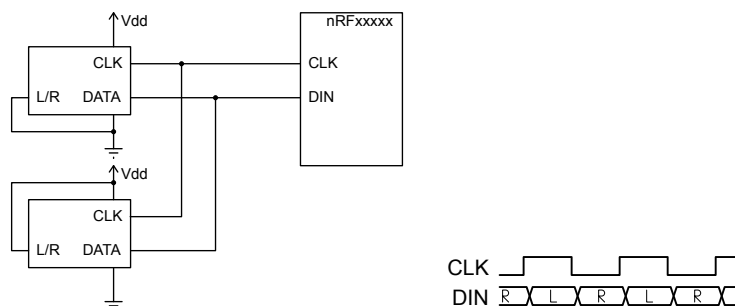 Vdd
nRFxxxxx
CLK
CLK
L/R
DATA
DIN
Vdd
CLK
L/R
DATA
CLK
DIN
R
L
R
L
R